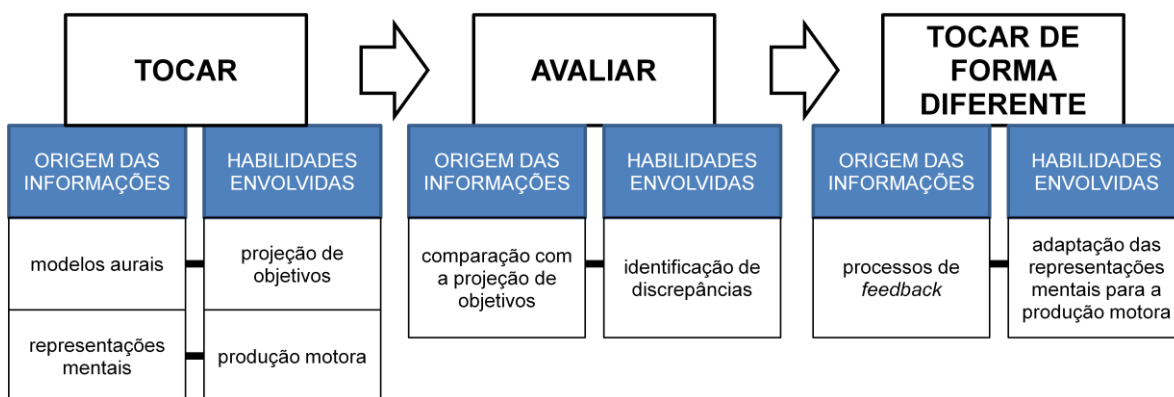 TOCAR
ORIGEM DAS
INFORMAÇÕES
HABILIDADES
ENVOLVIDAS
modelos aurais
projeção de
objetivos
representações
mentais
produção motora
AVALIAR
ORIGEM DAS
INFORMAÇÕES
HABILIDADES
ENVOLVIDAS
comparação com
a projeção de
objetivos
identificação de
discrepâncias
TOCAR DE
FORMA
DIFERENTE
ORIGEM DAS
INFORMAÇÕES
HABILIDADES
ENVOLVIDAS
processos de
feedback
adaptação das
representações
mentais para a
produção motora